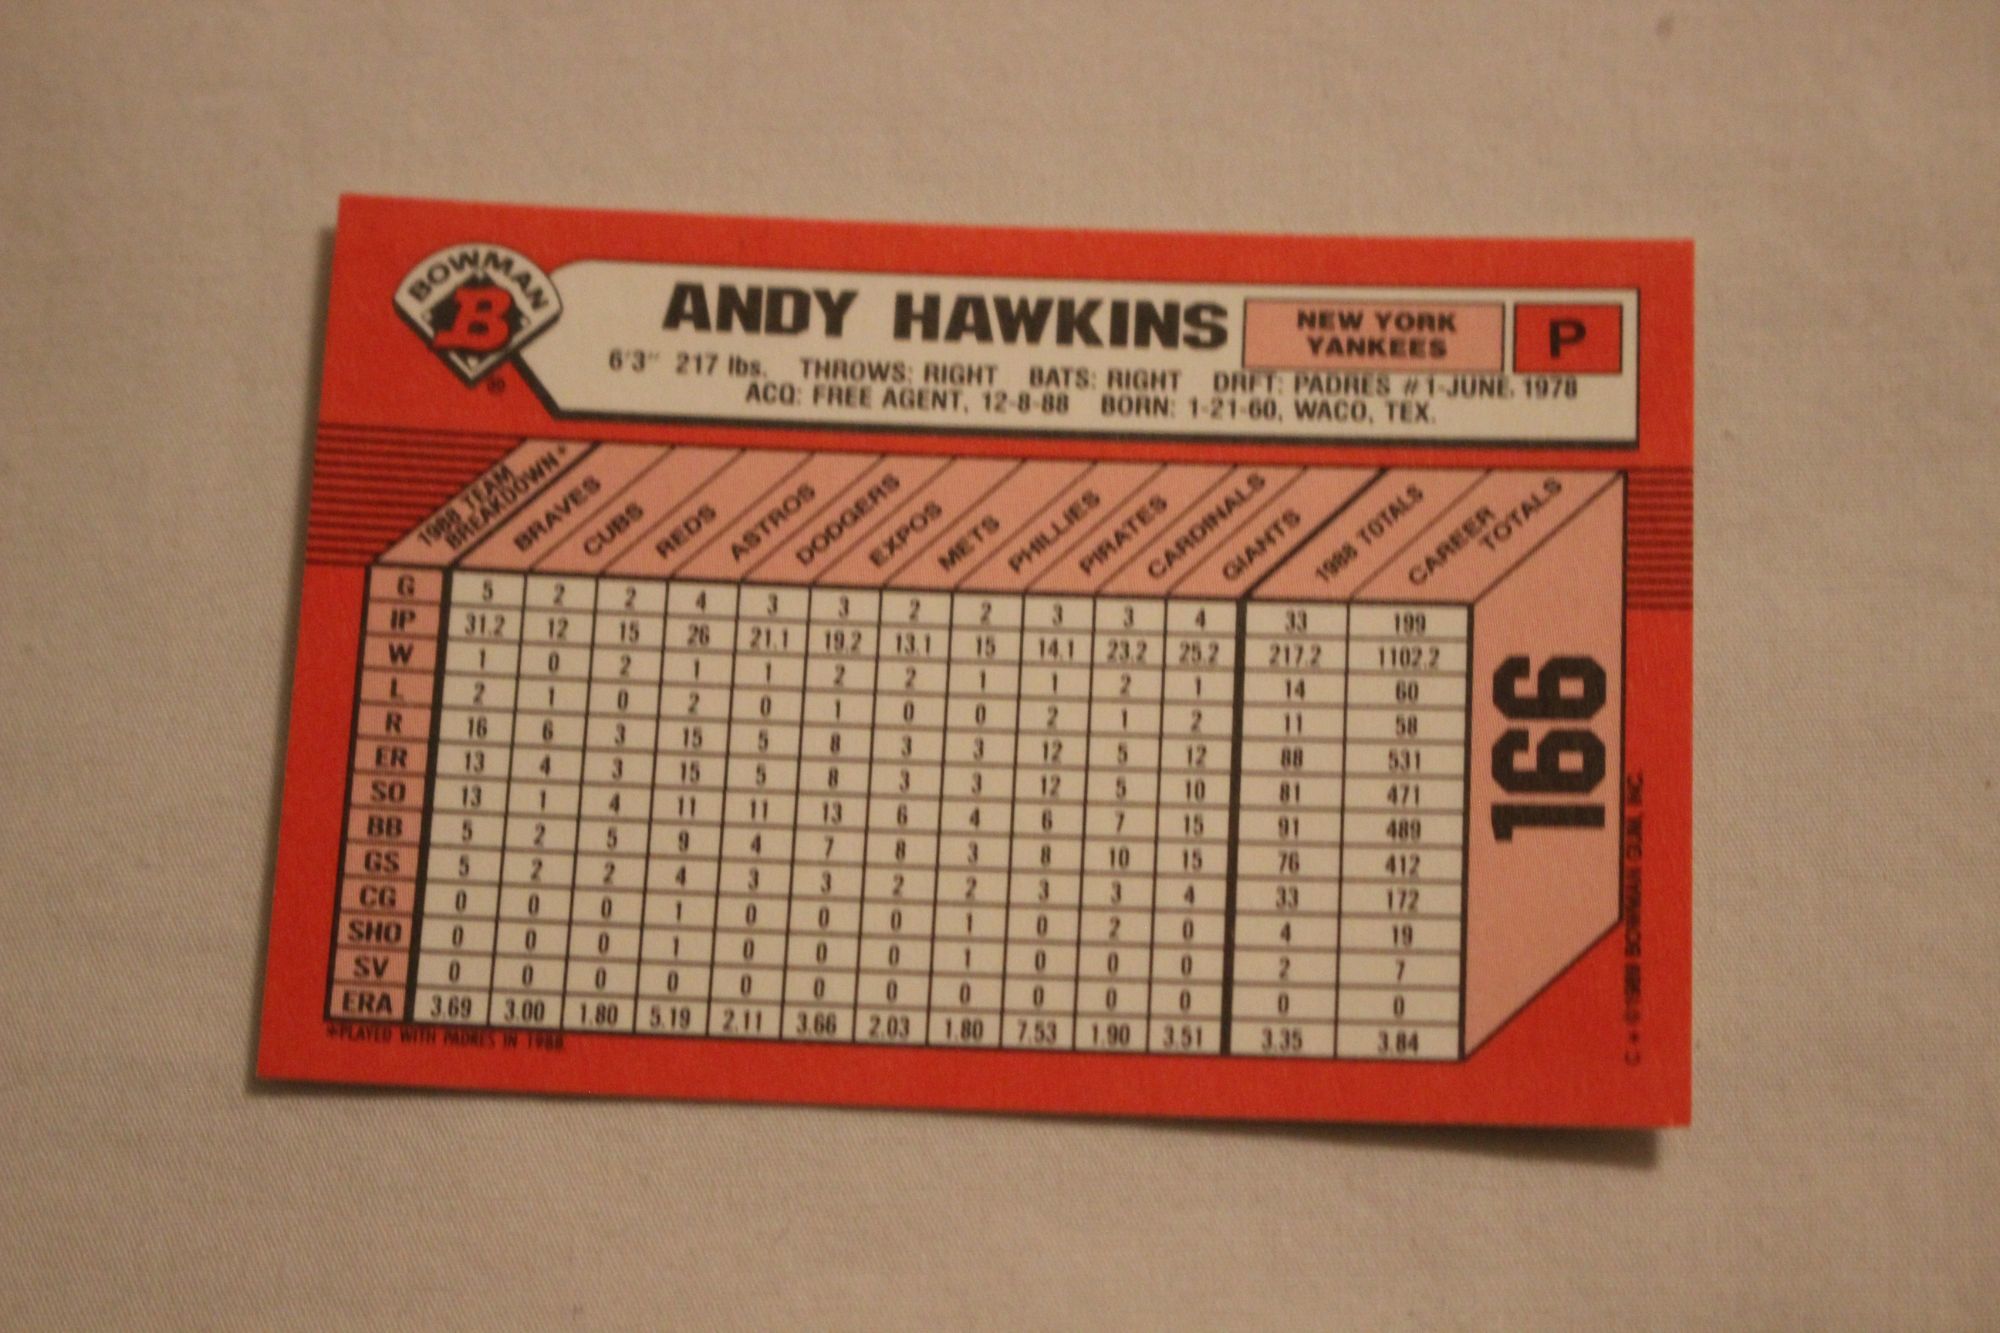 BOWMAN
B
ANDY HAWKINS
NEW YORK
YANKEES
P
6'3" 217 lbs. THROWS: RIGHT BATS: RIGHT DRFT: PADRES #1-JUNE, 1978
ACQ: FREE AGENT, 12-8-88 BORN: 1-21-60, WACO, TEX.
1988 TEAM BREAKDOWN* BRAVES CUBS REDS ASTROS DODGERS EXPOS METS PHILLIES PIRATES CARDINALS GIANTS 1988 TOTALS CAREER TOTALS
G 5 2 2 4 3 3 2 2 3 3 4 33 199
IP 31.2 12 15 26 21.1 19.2 13.1 15 14.1 23.2 25.2 217.2 1102.2
W 1 0 2 1 1 2 2 1 1 2 1 14 60
L 2 1 0 2 0 1 0 0 2 1 2 11 58
R 16 6 3 15 5 8 3 3 12 5 12 88 531
ER 13 4 3 15 5 8 3 3 12 5 10 81 471
SO 13 1 4 11 11 13 6 4 6 7 15 91 489
BB 5 2 5 9 4 7 8 3 8 10 15 76 412
GS 5 2 2 4 3 3 2 2 3 3 4 33 172
CG 0 0 0 1 0 0 0 1 0 2 0 4 19
SHO 0 0 0 1 0 0 0 1 0 0 0 2 7
SV 0 0 0 0 0 0 0 0 0 0 0 0 0
ERA 3.69 3.00 1.80 5.19 2.11 3.66 2.03 1.80 7.53 1.90 3.51 3.35 3.84
*PLAYED WITH PADRES IN 1988.
166
C * © 1989 BOWMAN GUM, INC.